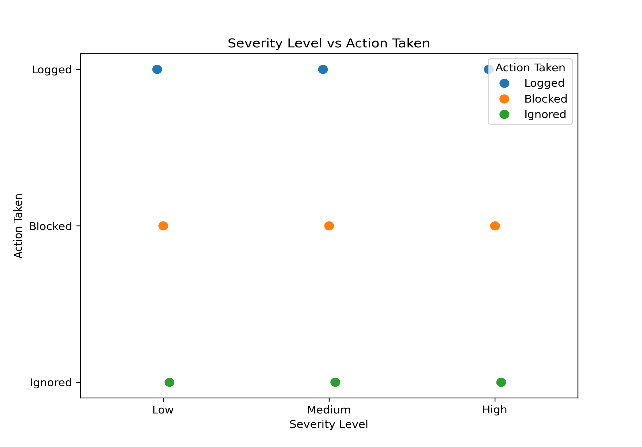 Severity Level vs Action Taken
Logged
Blocked
Ignored
Action Taken
Low
Medium
High
Severity Level
Action Taken
Logged
Blocked
Ignored